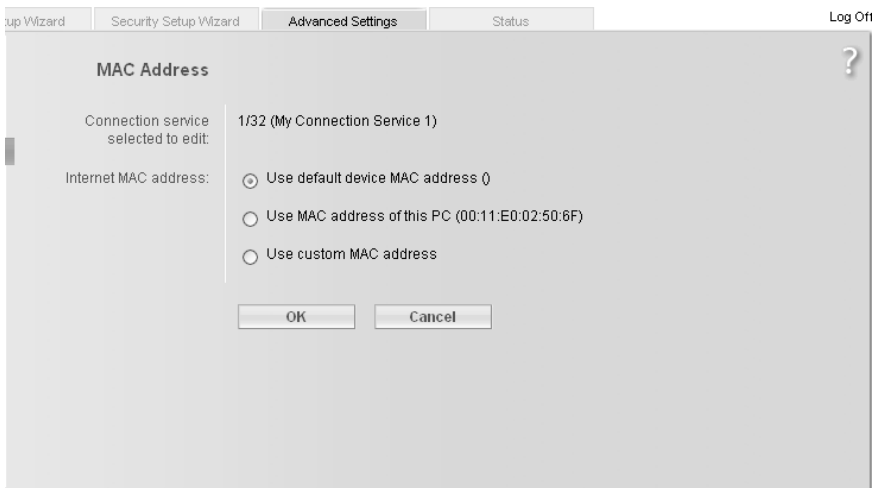 Wizard
Security Setup Wizard
Advanced Settings
Status
Log Off
MAC Address
?
Connection service
selected to edit:
1/32 (My Connection Service 1)
Internet MAC address:
Use default device MAC address ()
Use MAC address of this PC (00:11:E0:02:50:6F)
Use custom MAC address
OK
Cancel